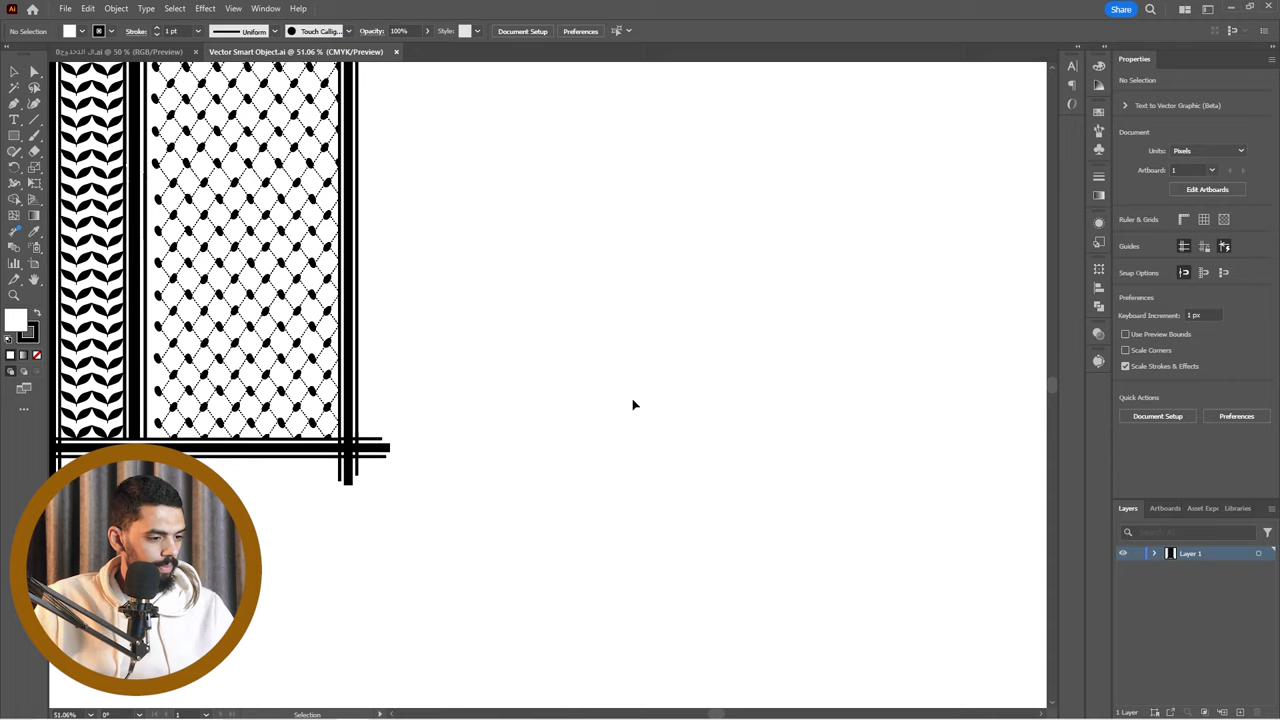 Ai File Edit Object Type Select Effect View Window Help Share
No Selection Stroke: 1 pt Uniform Touch Callig... Opacity: 100% Style: Document Setup Preferences
@ 50 % (RGB/Preview) × Vector Smart Object.ai @ 51.06 % (CMYK/Preview) ×
Properties
No Selection
Text to Vector Graphic (Beta)
Document
Units: Pixels
Artboard: 1
Edit Artboards
Ruler & Grids
Guides
Snap Options
Preferences
Keyboard Increment: 1 px
Use Preview Bounds
Scale Corners
Scale Strokes & Effects
Quick Actions
Document Setup Preferences
Layers Artboards Asset Expo Libraries
Search All
Layer 1
51.06% 0° 1 Selection 1 Layer